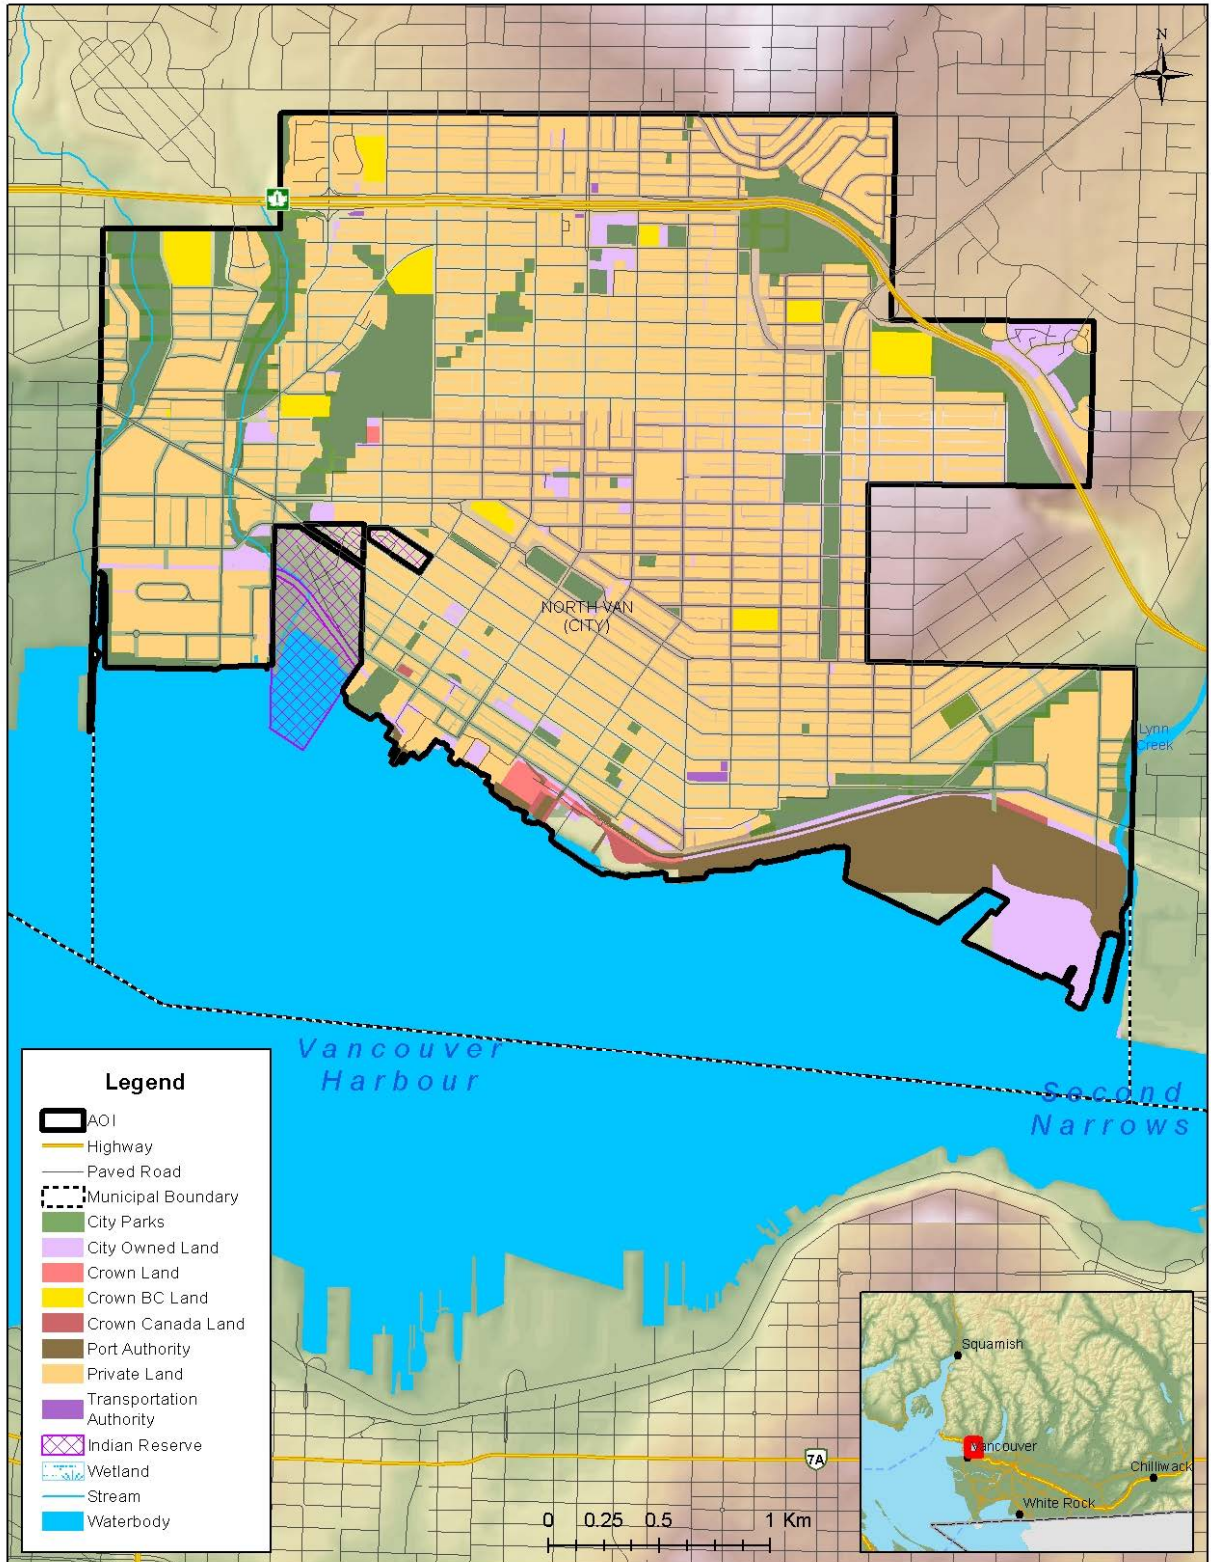 N
1
NORTH VAN
(CITY)
Lynn
Creek
Vancouver
Harbour
Second
Narrows
Legend
AOI
Highway
Paved Road
Municipal Boundary
City Parks
City Owned Land
Crown Land
Crown BC Land
Crown Canada Land
Port Authority
Private Land
Transportation
Authority
Indian Reserve
Wetland
Stream
Waterbody
7A
0 0.25 0.5 1 Km
Squamish
Vancouver
Chilliwack
White Rock